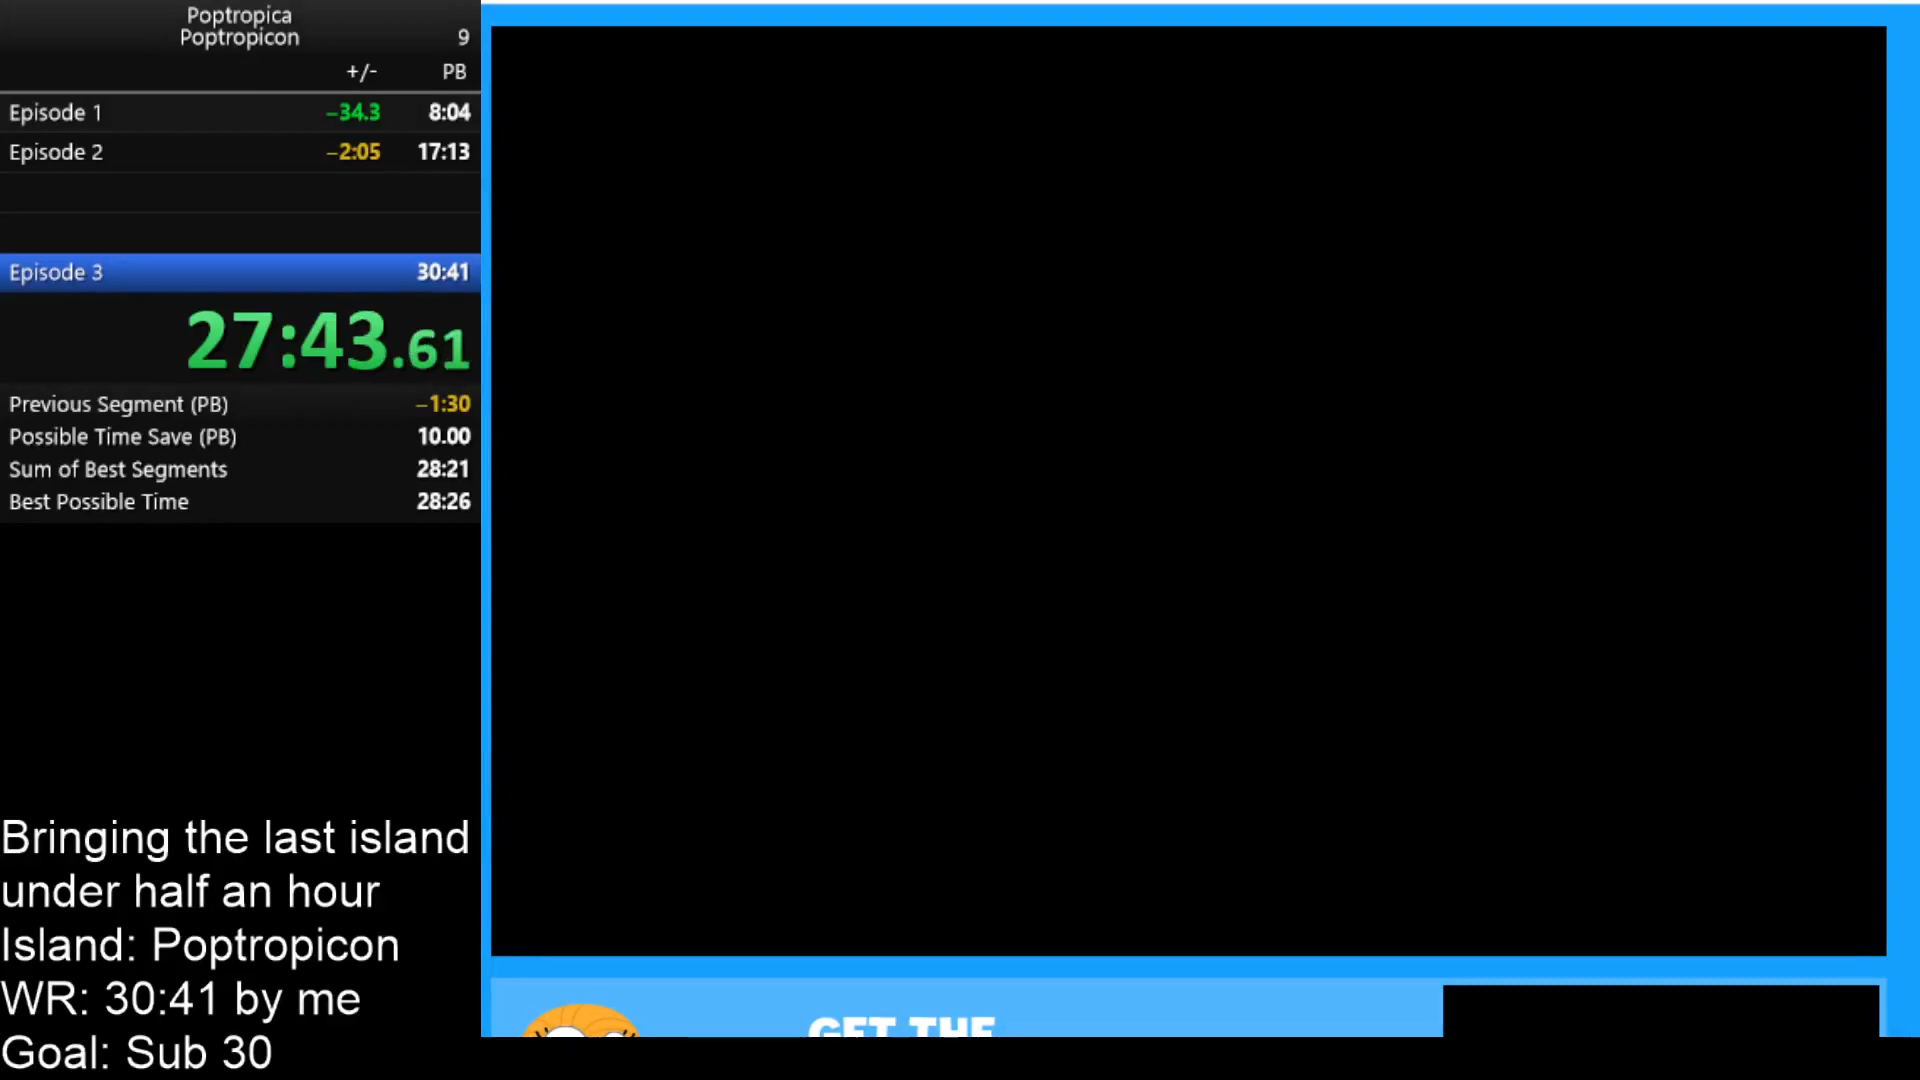 Poptropica
Poptropicon 9
+/- PB
Episode 1 −34.3 8:04
Episode 2 −2:05 17:13
Episode 3 30:41
27:43.61
Previous Segment (PB) −1:30
Possible Time Save (PB) 10.00
Sum of Best Segments 28:21
Best Possible Time 28:26
Bringing the last island
under half an hour
Island: Poptropicon
WR: 30:41 by me
Goal: Sub 30
GET THE